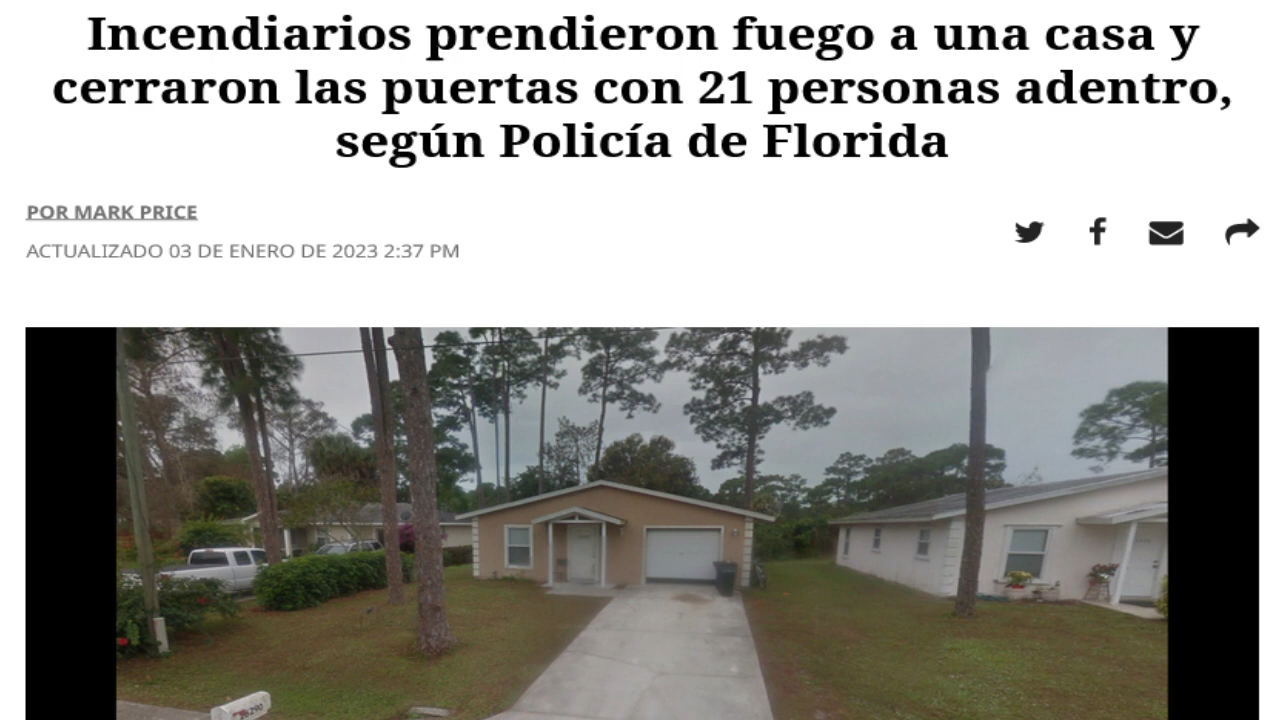 Incendiarios prendieron fuego a una casa y
cerraron las puertas con 21 personas adentro,
según Policía de Florida
POR MARK PRICE
ACTUALIZADO 03 DE ENERO DE 2023 2:37 PM